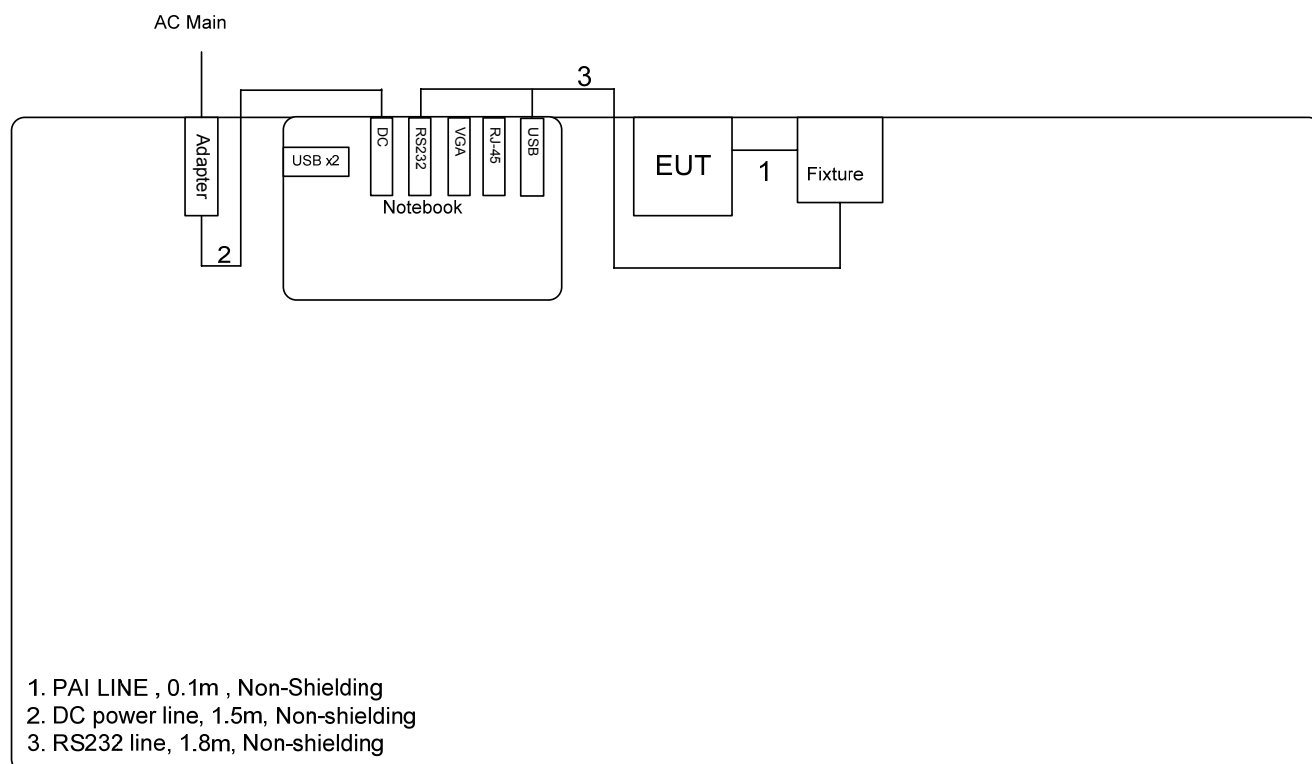 AC Main
3
Adapter
USB x2
DC
RS232
VGA
RJ-45
USB
Notebook
2
EUT
1
Fixture
1. PAI LINE , 0.1m , Non-Shielding
2. DC power line, 1.5m, Non-shielding
3. RS232 line, 1.8m, Non-shielding